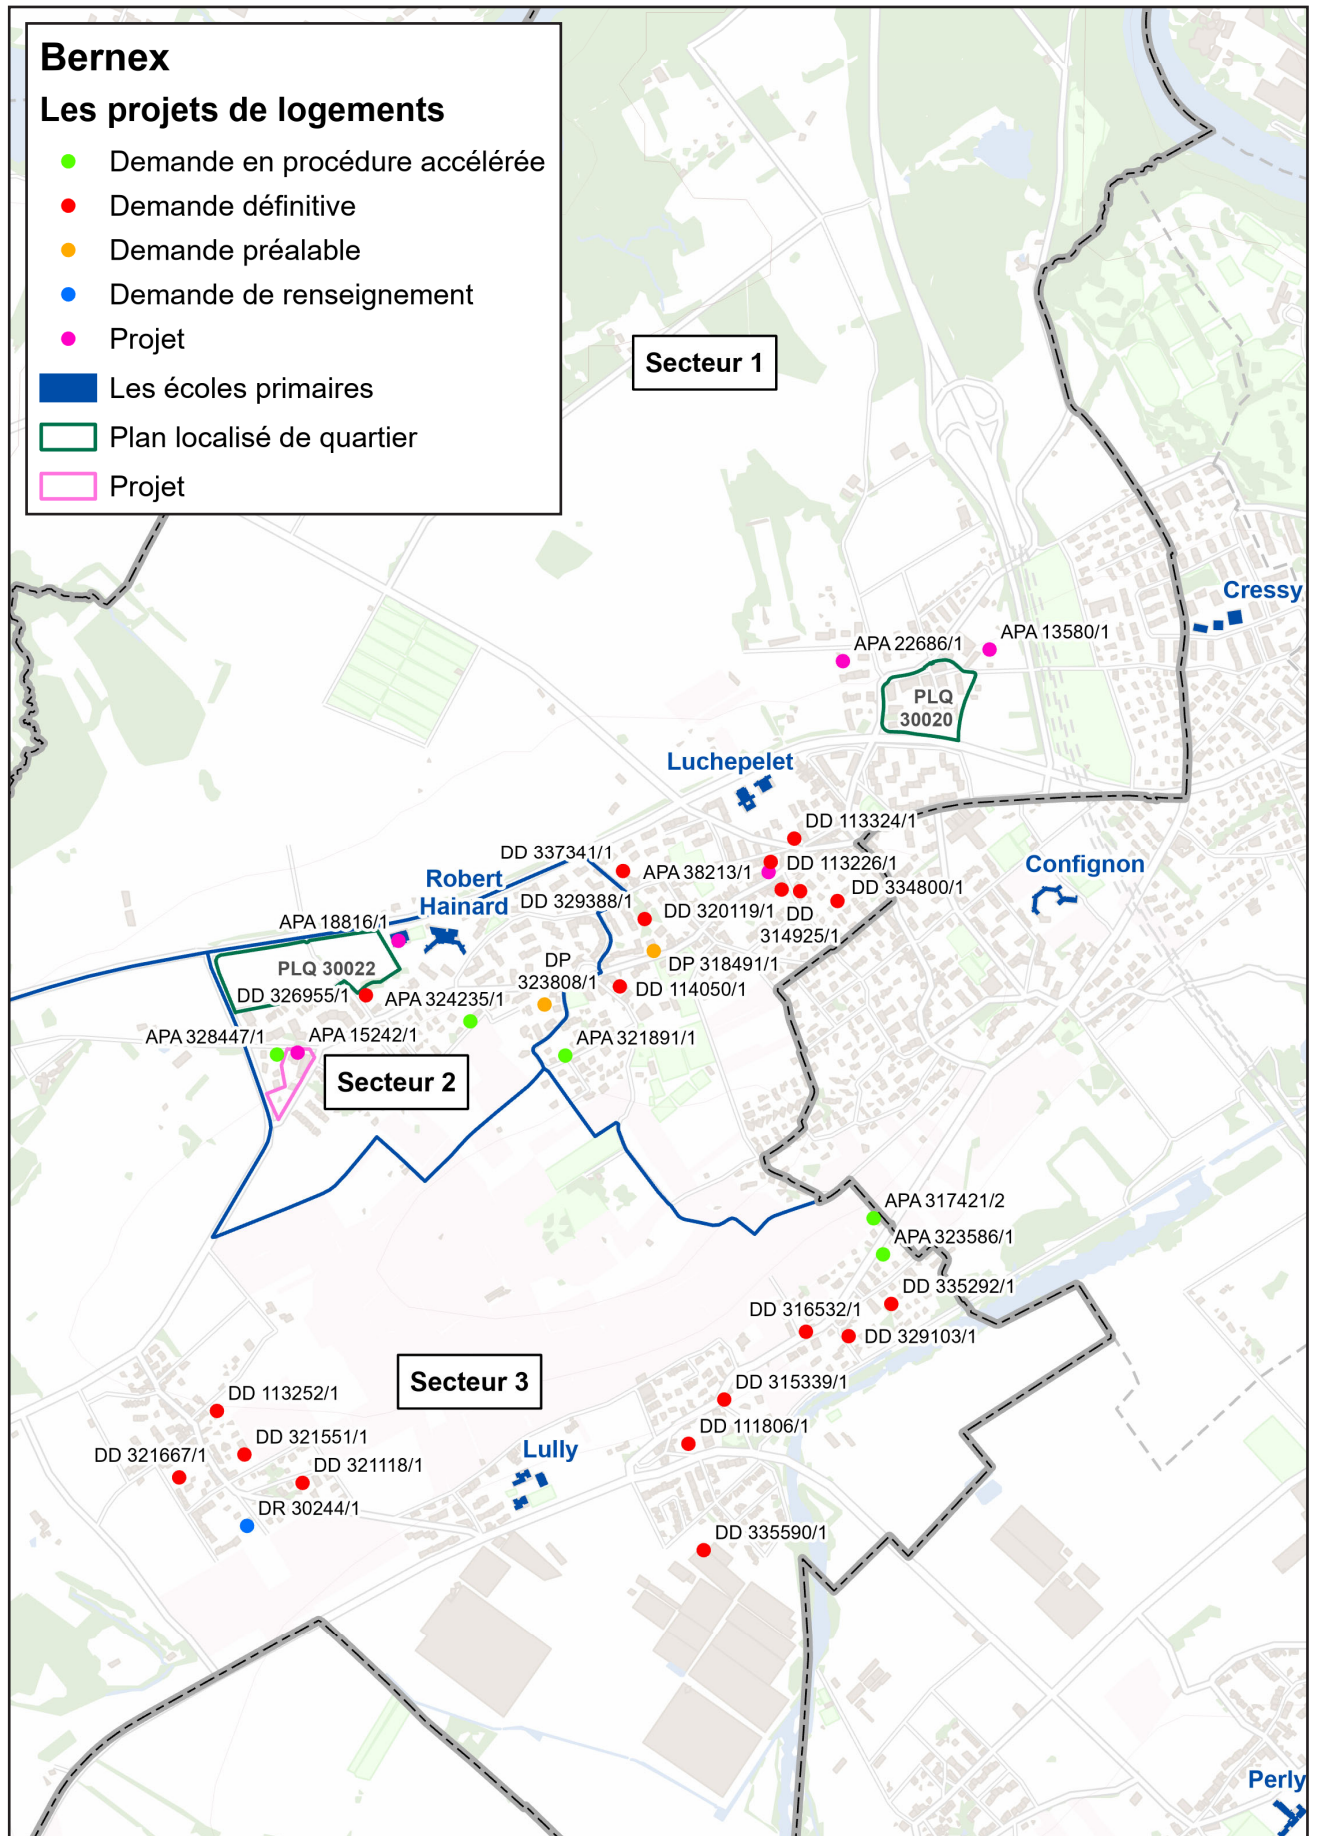 Bernex
Les projets de logements
Demande en procédure accélérée
Demande définitive
Demande préalable
Demande de renseignement
Projet
Les écoles primaires
Plan localisé de quartier
Projet
Secteur 1
Cressy
APA 13580/1
APA 22686/1
PLQ
30020
Luchepelet
DD 113324/1
DD 337341/1
APA 38213/1
DD 113226/1
Confignon
Robert
Hainard
DD 334800/1
DD 329388/1
DD 320119/1
DD
314925/1
APA 18816/1
PLQ 30022
DP
323808/1
DP 318491/1
DD 326955/1
APA 324235/1
DD 114050/1
APA 328447/1
APA 15242/1
APA 321891/1
Secteur 2
APA 317421/2
APA 323586/1
DD 335292/1
DD 316532/1
DD 329103/1
Secteur 3
DD 315339/1
DD 113252/1
DD 111806/1
DD 321551/1
DD 321667/1
DD 321118/1
Lully
DR 30244/1
DD 335590/1
Perly